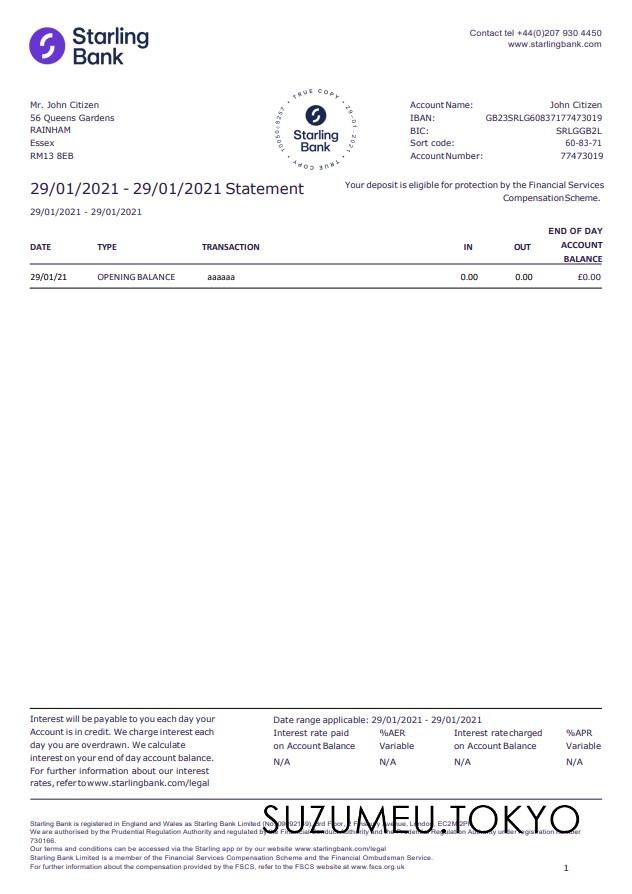 Starling
Bank
Contact tel +44(0)207 930 4450
www.starlingbank.com
Mr. John Citizen
56 Queens Gardens
RAINHAM
Essex
RM13 8EB
TRUE COPY • 29-01-2021 • TRUE COPY •
Starling
Bank
Account Name: John Citizen
IBAN: GB23SRLG60837177473019
BIC: SRLGGB2L
Sort code: 60-83-71
Account Number: 77473019
29/01/2021 - 29/01/2021 Statement
Your deposit is eligible for protection by the Financial Services
Compensation Scheme.
29/01/2021 - 29/01/2021
DATE TYPE TRANSACTION IN OUT END OF DAY
ACCOUNT
BALANCE
29/01/21 OPENING BALANCE aaaaaa 0.00 0.00 £0.00
Interest will be payable to you each day your
Account is in credit. We charge interest each
day you are overdrawn. We calculate
interest on your end of day account balance.
For further information about our interest
rates, refer to www.starlingbank.com/legal
Date range applicable: 29/01/2021 - 29/01/2021
Interest rate paid %AER Interest rate charged %APR
on Account Balance Variable on Account Balance Variable
N/A N/A N/A N/A
SUZUMEU.TOKYO
Starling Bank is registered in England and Wales as Starling Bank Limited Floor, London, EC2M
We are authorised by the Prudential Regulation Authority and regulated by the Financial Conduct Authority and the Prudential Regulation Authority under registration number
730166.
Our terms and conditions can be accessed via the Starling app or by our website www.starlingbank.com/legal
Starling Bank Limited is a member of the Financial Services Compensation Scheme and the Financial Ombudsman Service.
For further information about the compensation provided by the FSCS, refer to the FSCS website at www.fscs.org.uk
1